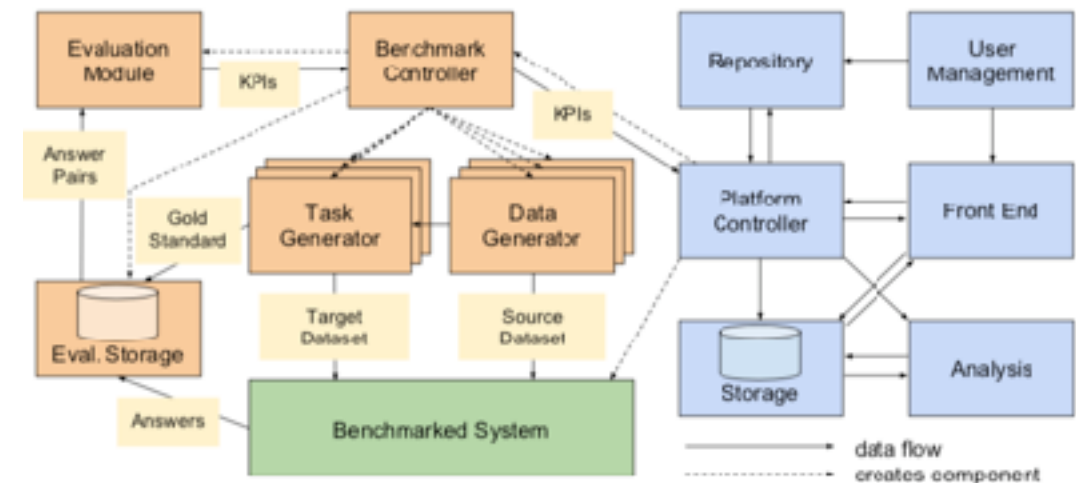 Evaluation
Module
KPIs
Benchmark
Controller
KPIs
Repository
User
Management
Answer
Pairs
Gold
Standard
Task
Generator
Data
Generator
Platform
Controller
Front End
Eval. Storage
Target
Dataset
Source
Dataset
Storage
Analysis
Answers
Benchmarked System
data flow
creates component